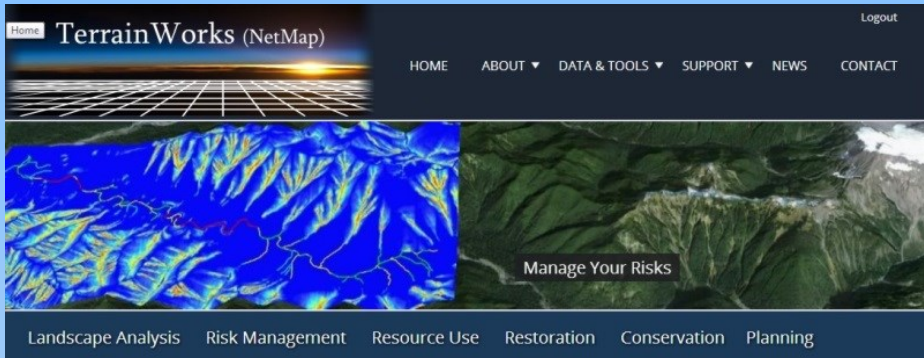 Logout
Home
TerrainWorks (NetMap)
HOME ABOUT ▼ DATA & TOOLS ▼ SUPPORT ▼ NEWS CONTACT
Manage Your Risks
Landscape Analysis Risk Management Resource Use Restoration Conservation Planning